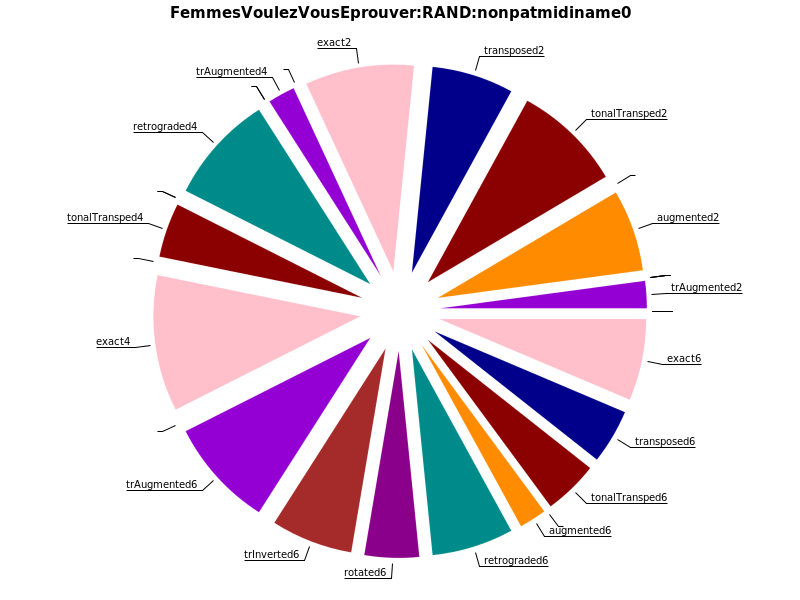 FemmesVoulezVousEprouver:RAND:nonpatmidiname0
exact2
transposed2
trAugmented4
tonalTransped2
retrograded4
tonalTransped4
augmented2
trAugmented2
exact4
exact6
transposed6
trAugmented6
tonalTransped6
augmented6
trInverted6
retrograded6
rotated6